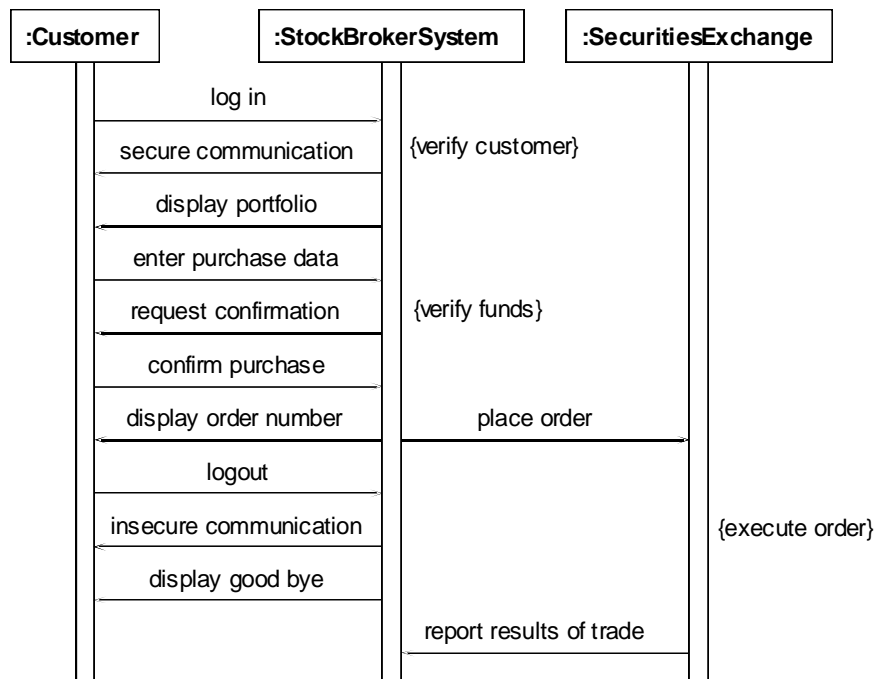 :Customer
:StockBrokerSystem
:SecuritiesExchange
log in
secure communication
{verify customer}
display portfolio
enter purchase data
request confirmation
{verify funds}
confirm purchase
display order number
place order
logout
insecure communication
{execute order}
display good bye
report results of trade